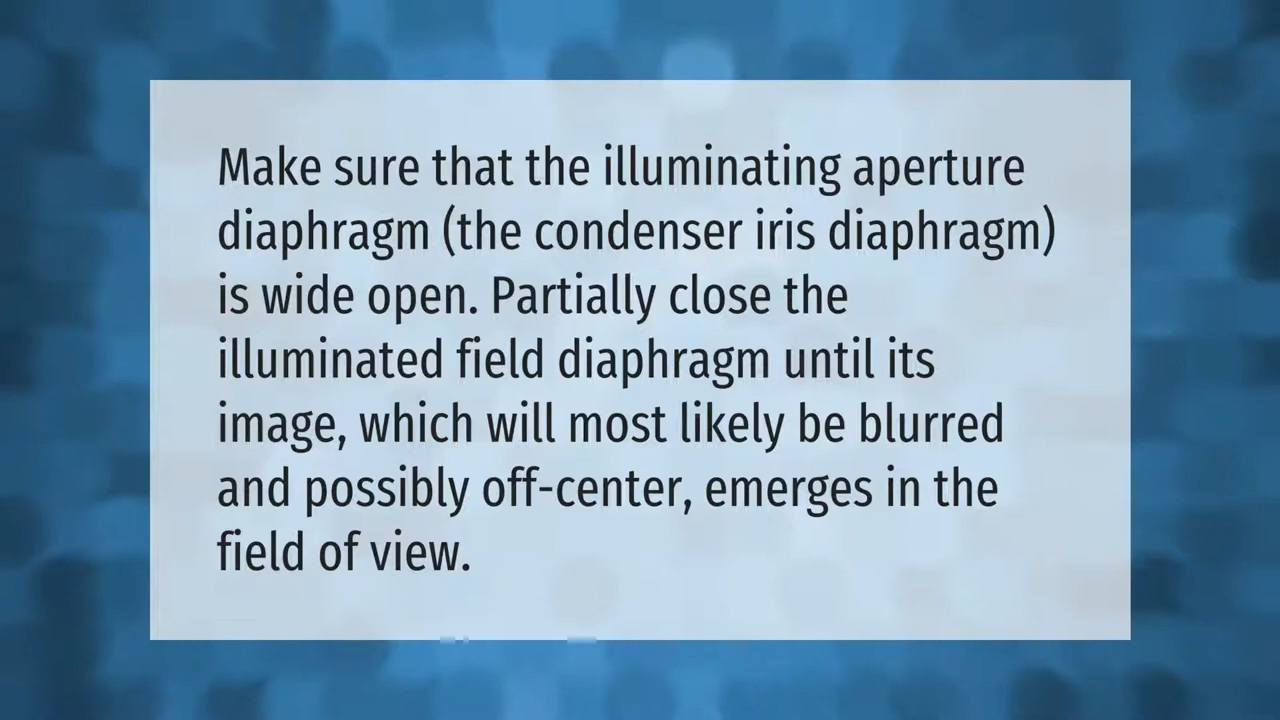 Make sure that the illuminating aperture
diaphragm (the condenser iris diaphragm)
is wide open. Partially close the
illuminated field diaphragm until its
image, which will most likely be blurred
and possibly off-center, emerges in the
field of view.